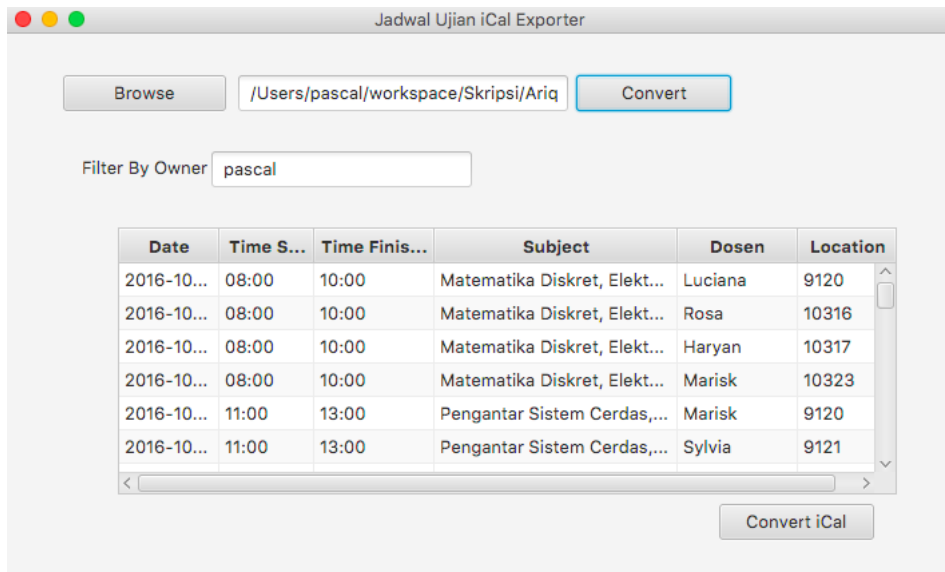 Jadwal Ujian iCal Exporter
Browse /Users/pascal/workspace/Skripsi/Ariq Convert
Filter By Owner pascal
Date Time S... Time Finis... Subject Dosen Location
2016-10... 08:00 10:00 Matematika Diskret, Elekt... Luciana 9120
2016-10... 08:00 10:00 Matematika Diskret, Elekt... Rosa 10316
2016-10... 08:00 10:00 Matematika Diskret, Elekt... Haryan 10317
2016-10... 08:00 10:00 Matematika Diskret, Elekt... Marisk 10323
2016-10... 11:00 13:00 Pengantar Sistem Cerdas,... Marisk 9120
2016-10... 11:00 13:00 Pengantar Sistem Cerdas,... Sylvia 9121
Convert iCal